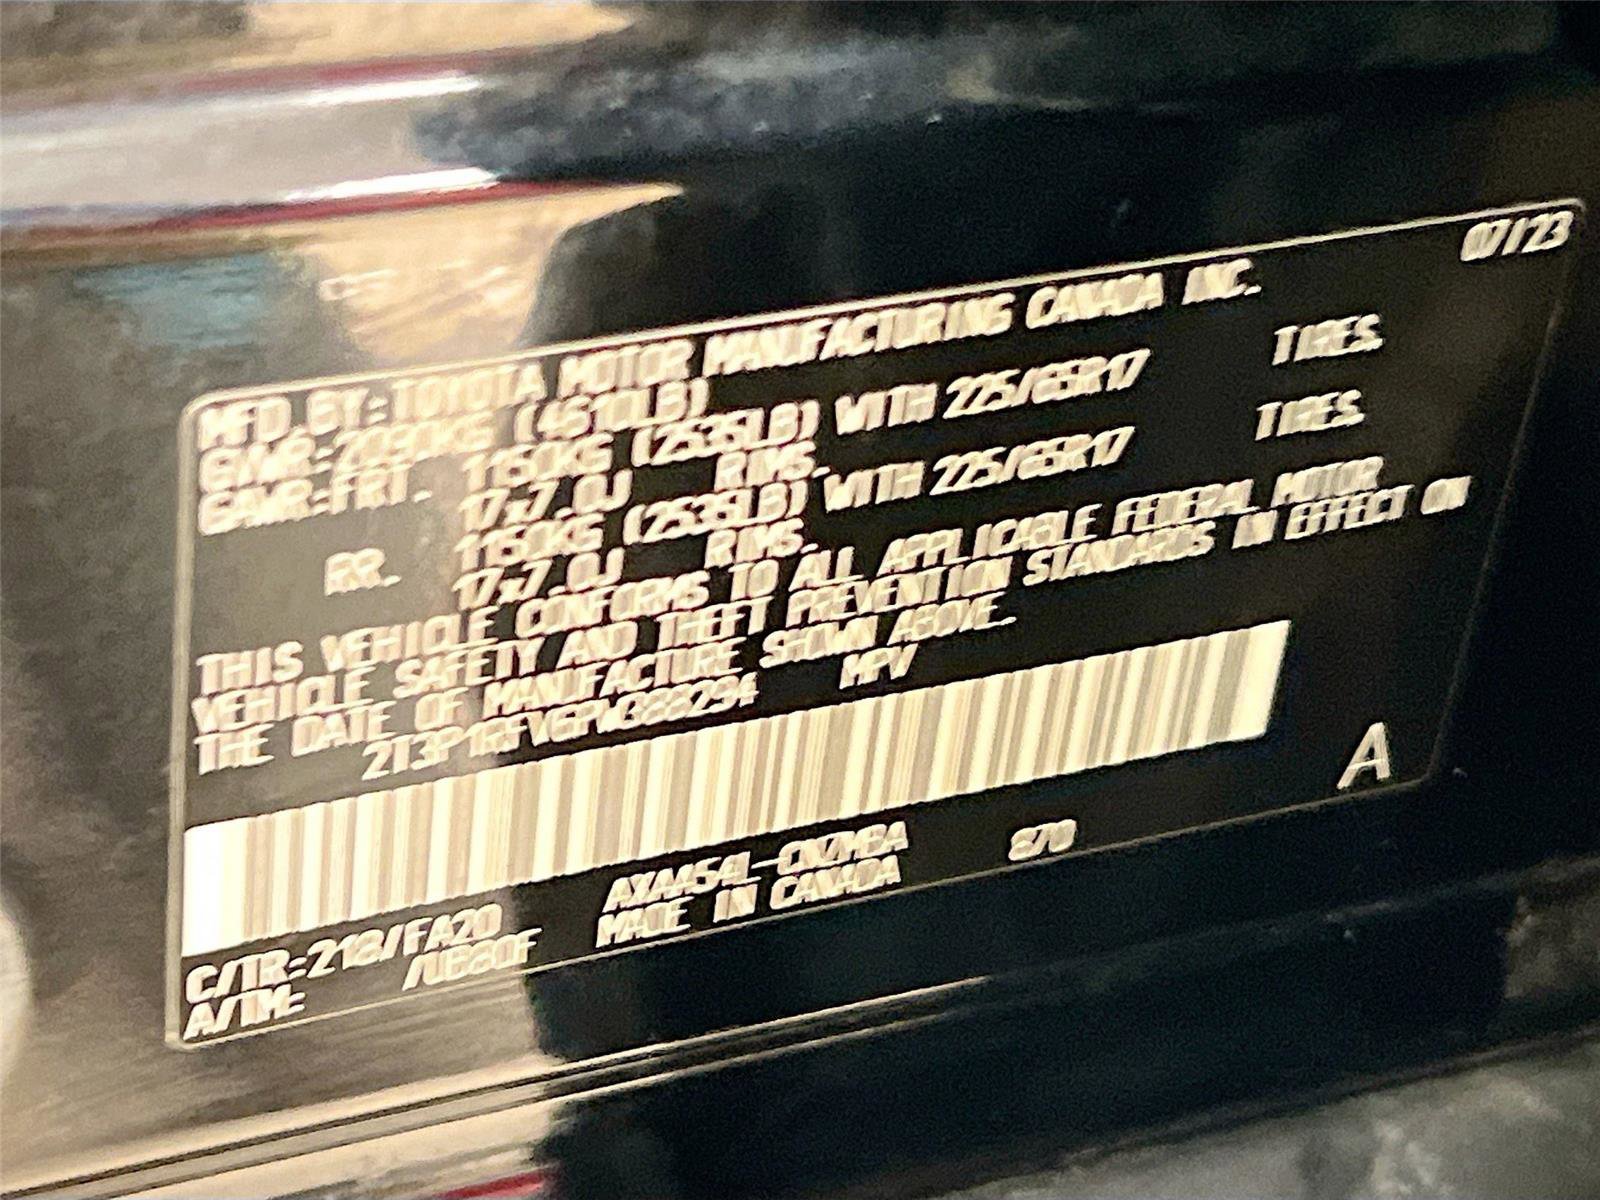 07/23
MFD. BY: TOYOTA MOTOR MANUFACTURING CANADA INC.
GVWR: 2090KG (4610LB)
GAWR: FRT. 1150KG (2535LB) WITH 225/65R17 TIRES.
17x7.0J RIMS.
RR. 1150KG (2535LB) WITH 225/65R17 TIRES.
17x7.0J RIMS.
THIS VEHICLE CONFORMS TO ALL APPLICABLE FEDERAL MOTOR
VEHICLE SAFETY AND THEFT PREVENTION STANDARDS IN EFFECT ON
THE DATE OF MANUFACTURE SHOWN ABOVE.
2T3P1RFV6PW388294 MPV
A
C/TR: 218/FA20 AXAA54L-CNZMBA 870
A/TM: /UB80F MADE IN CANADA